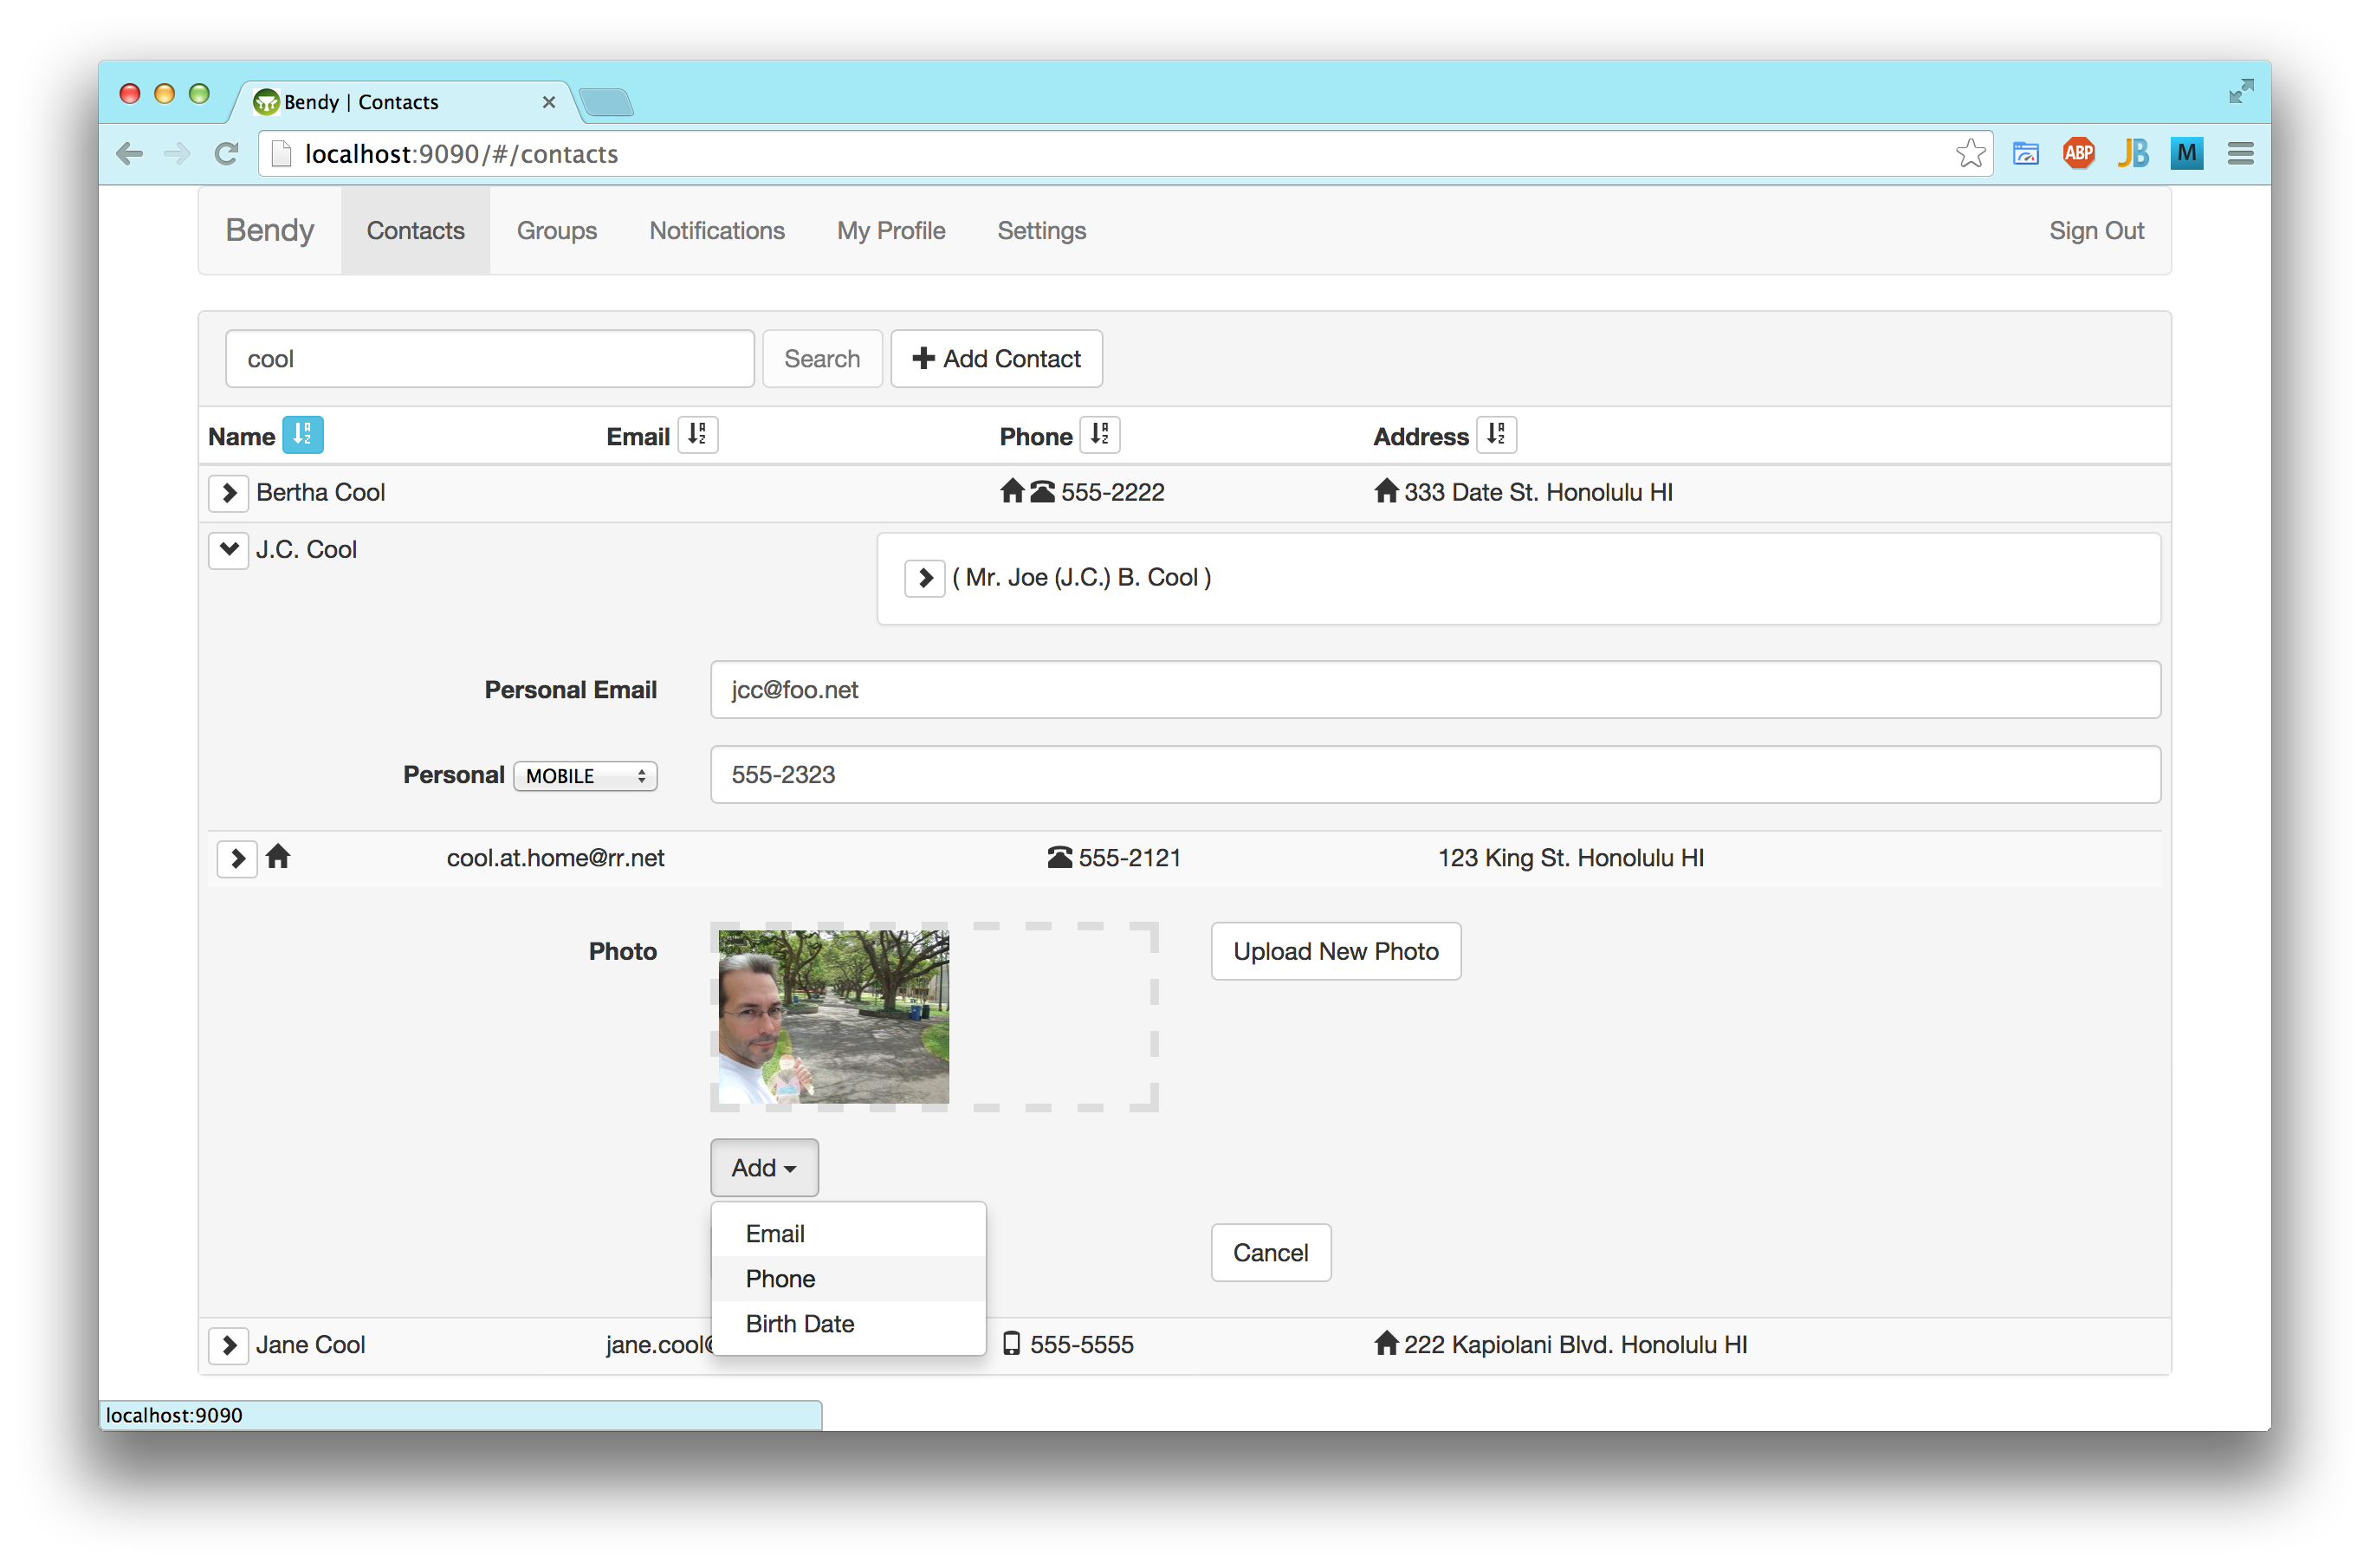 Bendy | Contacts
localhost:9090/#/contacts
ABP
JB
M
Bendy Contacts Groups Notifications My Profile Settings Sign Out
cool Search Add Contact
Name Email Phone Address
Bertha Cool 555-2222 333 Date St. Honolulu HI
J.C. Cool ( Mr. Joe (J.C.) B. Cool )
Personal Email jcc@foo.net
Personal MOBILE 555-2323
cool.at.home@rr.net 555-2121 123 King St. Honolulu HI
Photo Upload New Photo
Add
Email
Phone
Birth Date
Cancel
Jane Cool jane.cool@ 555-5555 222 Kapiolani Blvd. Honolulu HI
localhost:9090